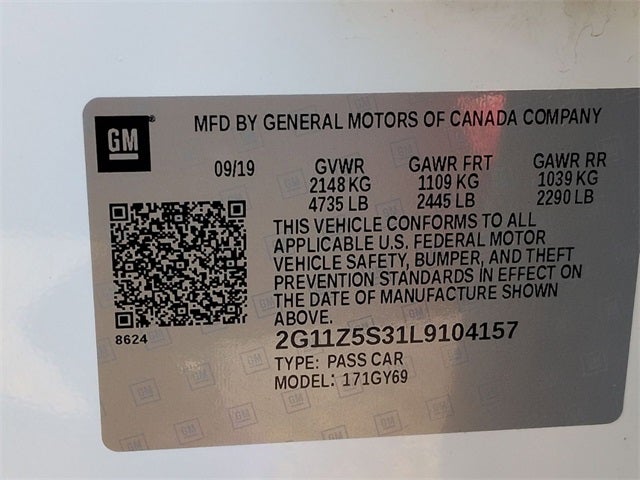 GM
MFD BY GENERAL MOTORS OF CANADA COMPANY
09/19 GVWR GAWR FRT GAWR RR
2148 KG 1109 KG 1039 KG
4735 LB 2445 LB 2290 LB
THIS VEHICLE CONFORMS TO ALL
APPLICABLE U.S. FEDERAL MOTOR
VEHICLE SAFETY, BUMPER, AND THEFT
PREVENTION STANDARDS IN EFFECT ON
THE DATE OF MANUFACTURE SHOWN
ABOVE.
8624
2G11Z5S31L9104157
TYPE: PASS CAR
MODEL: 171GY69